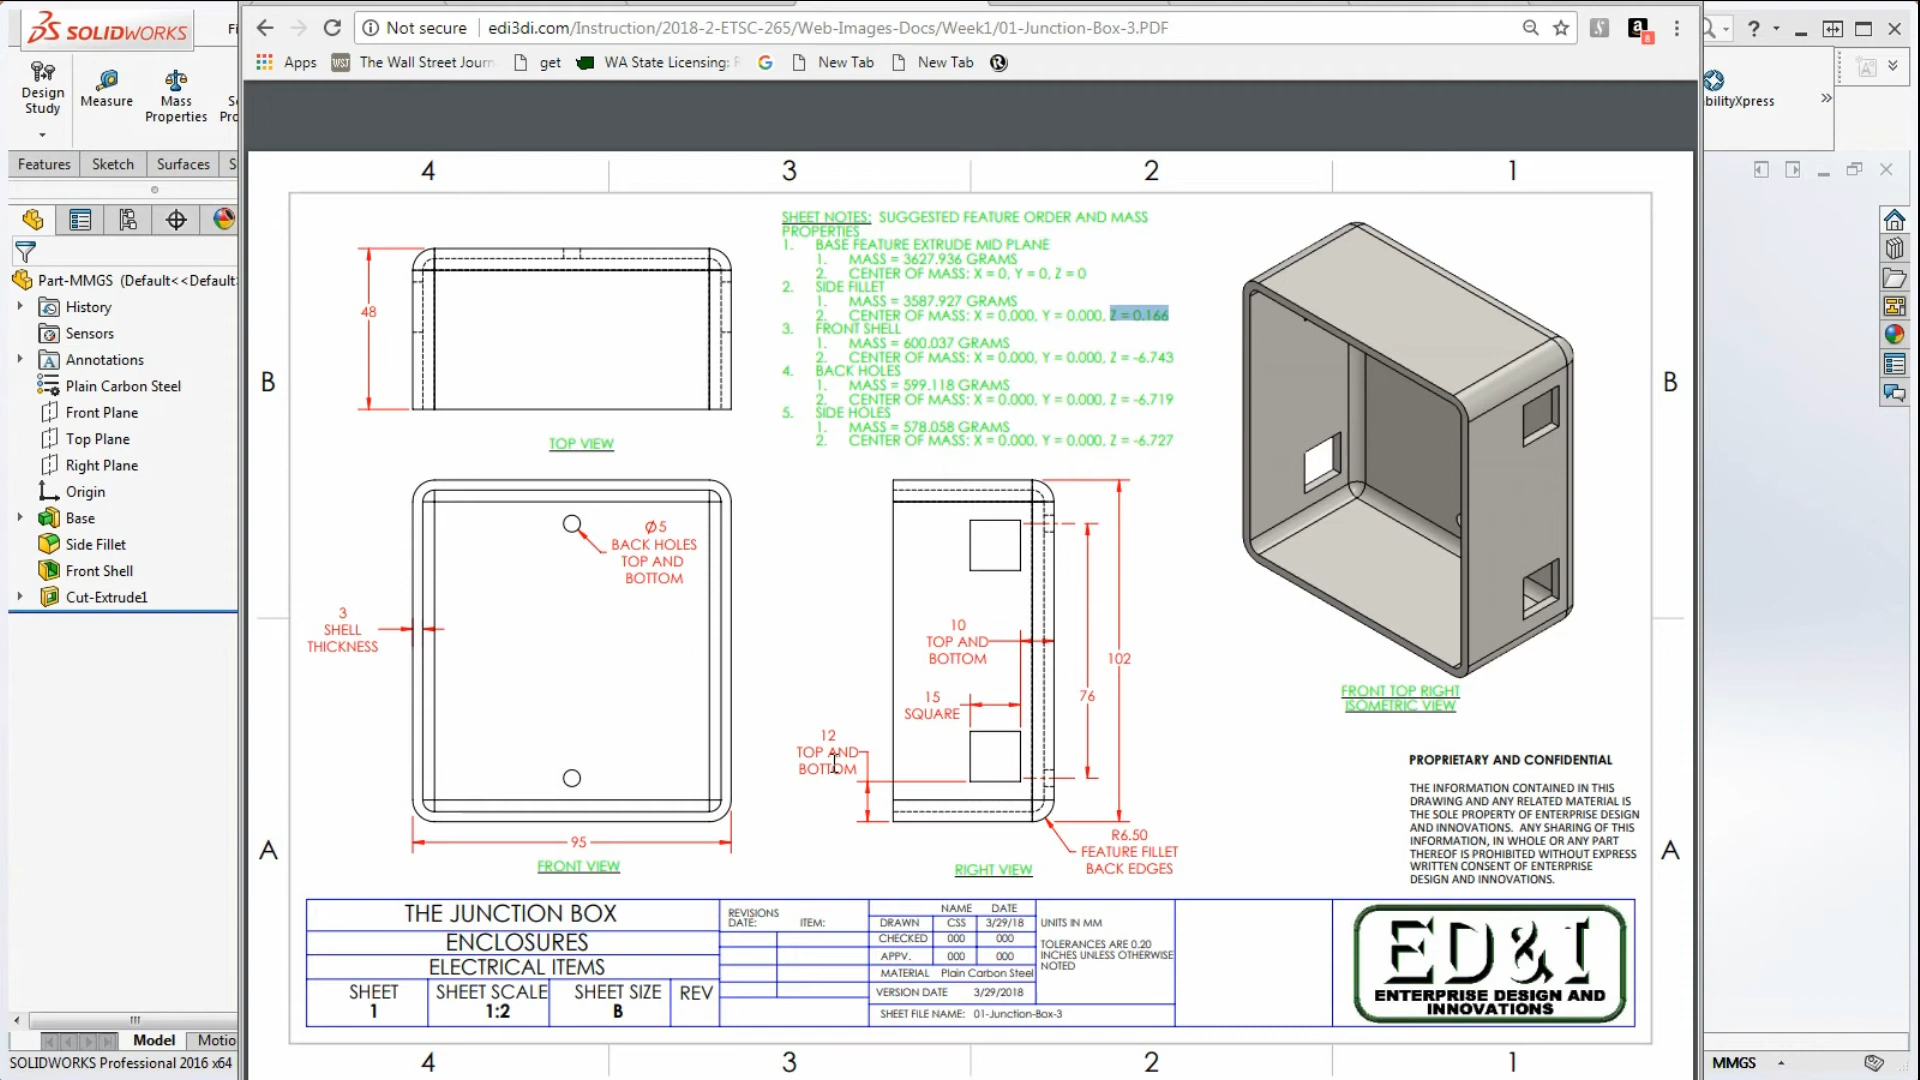 SOLIDWORKS
Not secure
edi3di.com/Instruction/2018-2-ETSC-265/Web-Images-Docs/Week1/01-Junction-Box-3.PDF
Apps
The Wall Street Journ
get
WA State Licensing:
New Tab
New Tab
Design
Study
Measure
Mass
Properties
bilityXpress
Features
Sketch
Surfaces
Part-MMGS (Default<<Default
History
Sensors
Annotations
Plain Carbon Steel
Front Plane
Top Plane
Right Plane
Origin
Base
Side Fillet
Front Shell
Cut-Extrude1
Model
Motio
SOLIDWORKS Professional 2016 x64
MMGS
4
3
2
1
B
B
A
A
SHEET NOTES: SUGGESTED FEATURE ORDER AND MASS
PROPERTIES
1. BASE FEATURE EXTRUDE MID PLANE
1. MASS = 3627.936 GRAMS
2. CENTER OF MASS: X = 0, Y = 0, Z = 0
2. SIDE FILLET
1. MASS = 3587.927 GRAMS
2. CENTER OF MASS: X = 0.000, Y = 0.000, Z = 0.166
3. FRONT SHELL
1. MASS = 600.037 GRAMS
2. CENTER OF MASS: X = 0.000, Y = 0.000, Z = -6.743
4. BACK HOLES
1. MASS = 599.118 GRAMS
2. CENTER OF MASS: X = 0.000, Y = 0.000, Z = -6.719
5. SIDE HOLES
1. MASS = 578.058 GRAMS
2. CENTER OF MASS: X = 0.000, Y = 0.000, Z = -6.727
48
TOP VIEW
Ø5
BACK HOLES
TOP AND
BOTTOM
3
SHELL
THICKNESS
95
FRONT VIEW
10
TOP AND
BOTTOM
15
SQUARE
12
TOP AND
BOTTOM
76
102
R6.50
FEATURE FILLET
BACK EDGES
RIGHT VIEW
FRONT TOP RIGHT
ISOMETRIC VIEW
PROPRIETARY AND CONFIDENTIAL
THE INFORMATION CONTAINED IN THIS
DRAWING AND ANY RELATED MATERIAL IS
THE SOLE PROPERTY OF ENTERPRISE DESIGN
AND INNOVATIONS. ANY SHARING OF THIS
INFORMATION, IN WHOLE OR ANY PART
THEREOF IS PROHIBITED WITHOUT EXPRESS
WRITTEN CONSENT OF ENTERPRISE
DESIGN AND INNOVATIONS.
THE JUNCTION BOX
ENCLOSURES
ELECTRICAL ITEMS
SHEET
1
SHEET SCALE
1:2
SHEET SIZE
B
REV
REVISIONS
DATE: ITEM:
NAME DATE
DRAWN CSS 3/29/18
CHECKED 000 000
APPV. 000 000
MATERIAL Plain Carbon Steel
VERSION DATE 3/29/2018
SHEET FILE NAME: 01-Junction-Box-3
UNITS IN MM
TOLERANCES ARE 0.20
INCHES UNLESS OTHERWISE
NOTED
ED&I
ENTERPRISE DESIGN AND
INNOVATIONS
4
3
2
1